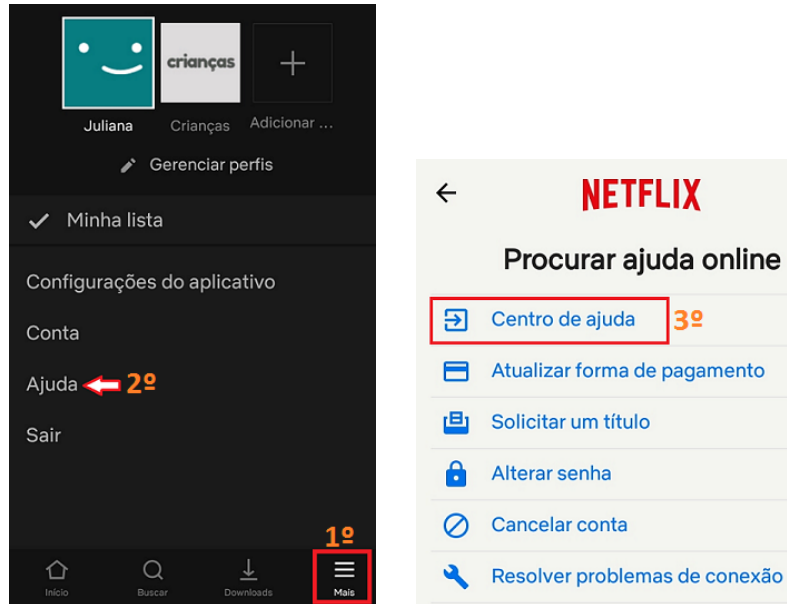 crianças
Juliana
Crianças
Adicionar ...
Gerenciar perfis
Minha lista
Configurações do aplicativo
Conta
Ajuda 2º
Sair
1º
Início
Buscar
Downloads
Mais
NETFLIX
Procurar ajuda online
Centro de ajuda 3º
Atualizar forma de pagamento
Solicitar um título
Alterar senha
Cancelar conta
Resolver problemas de conexão